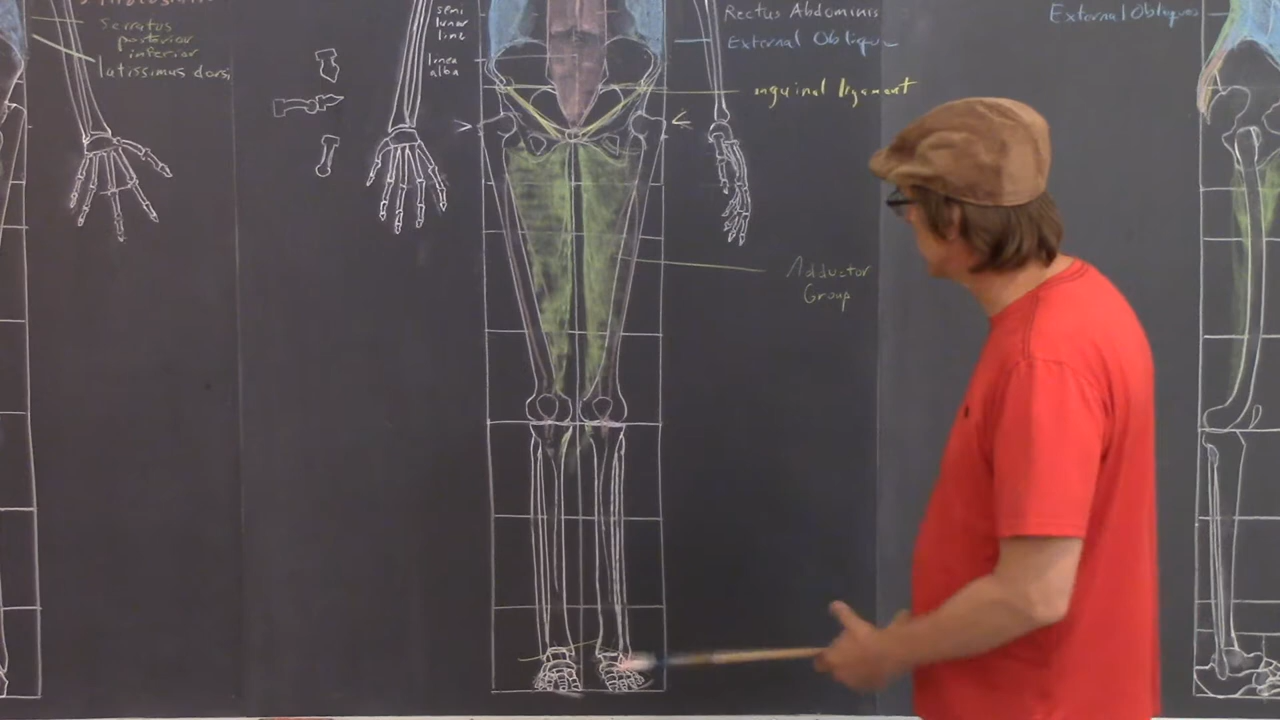 Serratus
posterior
inferior
latissimus dorsi
semi
lunar
line
linea
alba
Rectus Abdominis
External Oblique
inguinal ligament
Adductor
Group
External Obliques